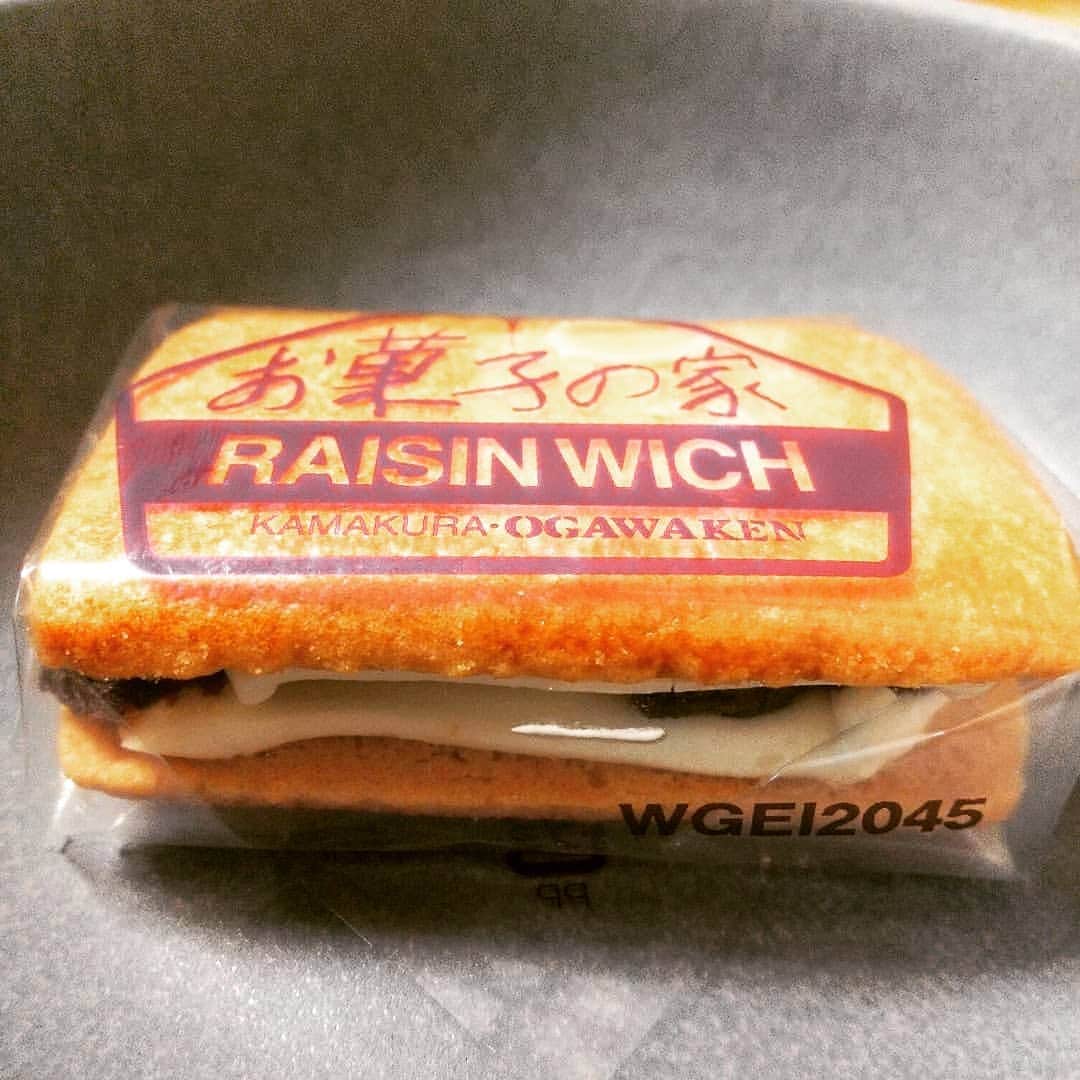 お菓子の家
RAISIN WICH
KAMAKURA·OGAWAKEN
WGEI2045